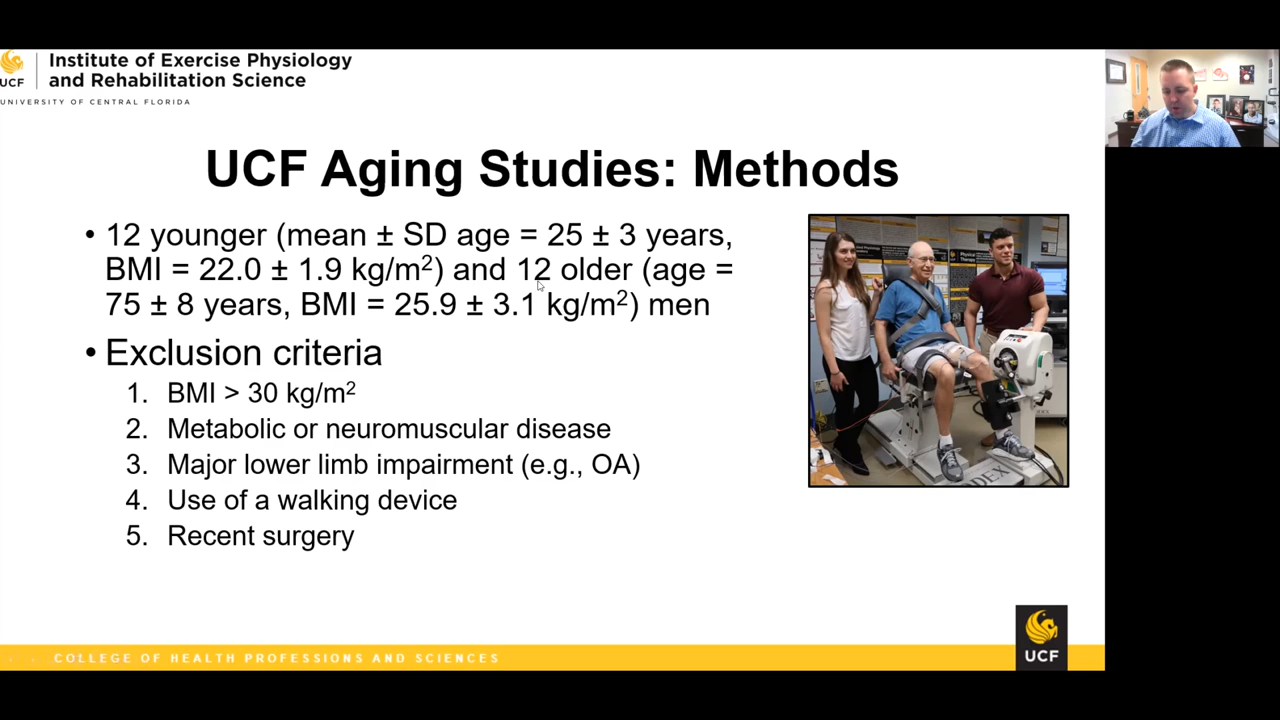 Institute of Exercise Physiology
and Rehabilitation Science
UCF
UNIVERSITY OF CENTRAL FLORIDA
UCF Aging Studies: Methods
• 12 younger (mean ± SD age = 25 ± 3 years,
BMI = 22.0 ± 1.9 kg/m²) and 12 older (age =
75 ± 8 years, BMI = 25.9 ± 3.1 kg/m²) men
• Exclusion criteria
1. BMI > 30 kg/m²
2. Metabolic or neuromuscular disease
3. Major lower limb impairment (e.g., OA)
4. Use of a walking device
5. Recent surgery
Physical
Therapy
UCF
COLLEGE OF HEALTH PROFESSIONS AND SCIENCES